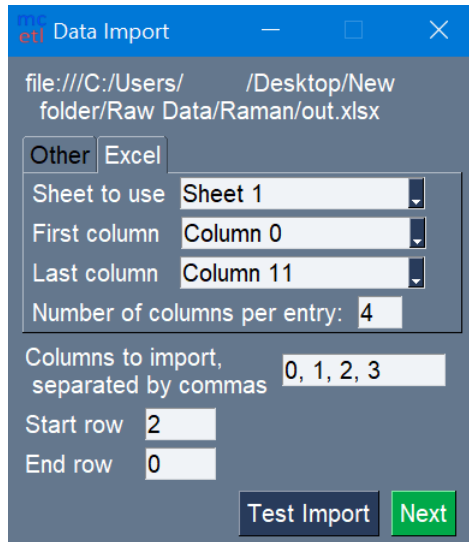 mc
etl Data Import
file:///C:/Users/ /Desktop/New
folder/Raw Data/Raman/out.xlsx
Other Excel
Sheet to use Sheet 1
First column Column 0
Last column Column 11
Number of columns per entry: 4
Columns to import,
separated by commas 0, 1, 2, 3
Start row 2
End row 0
Test Import Next